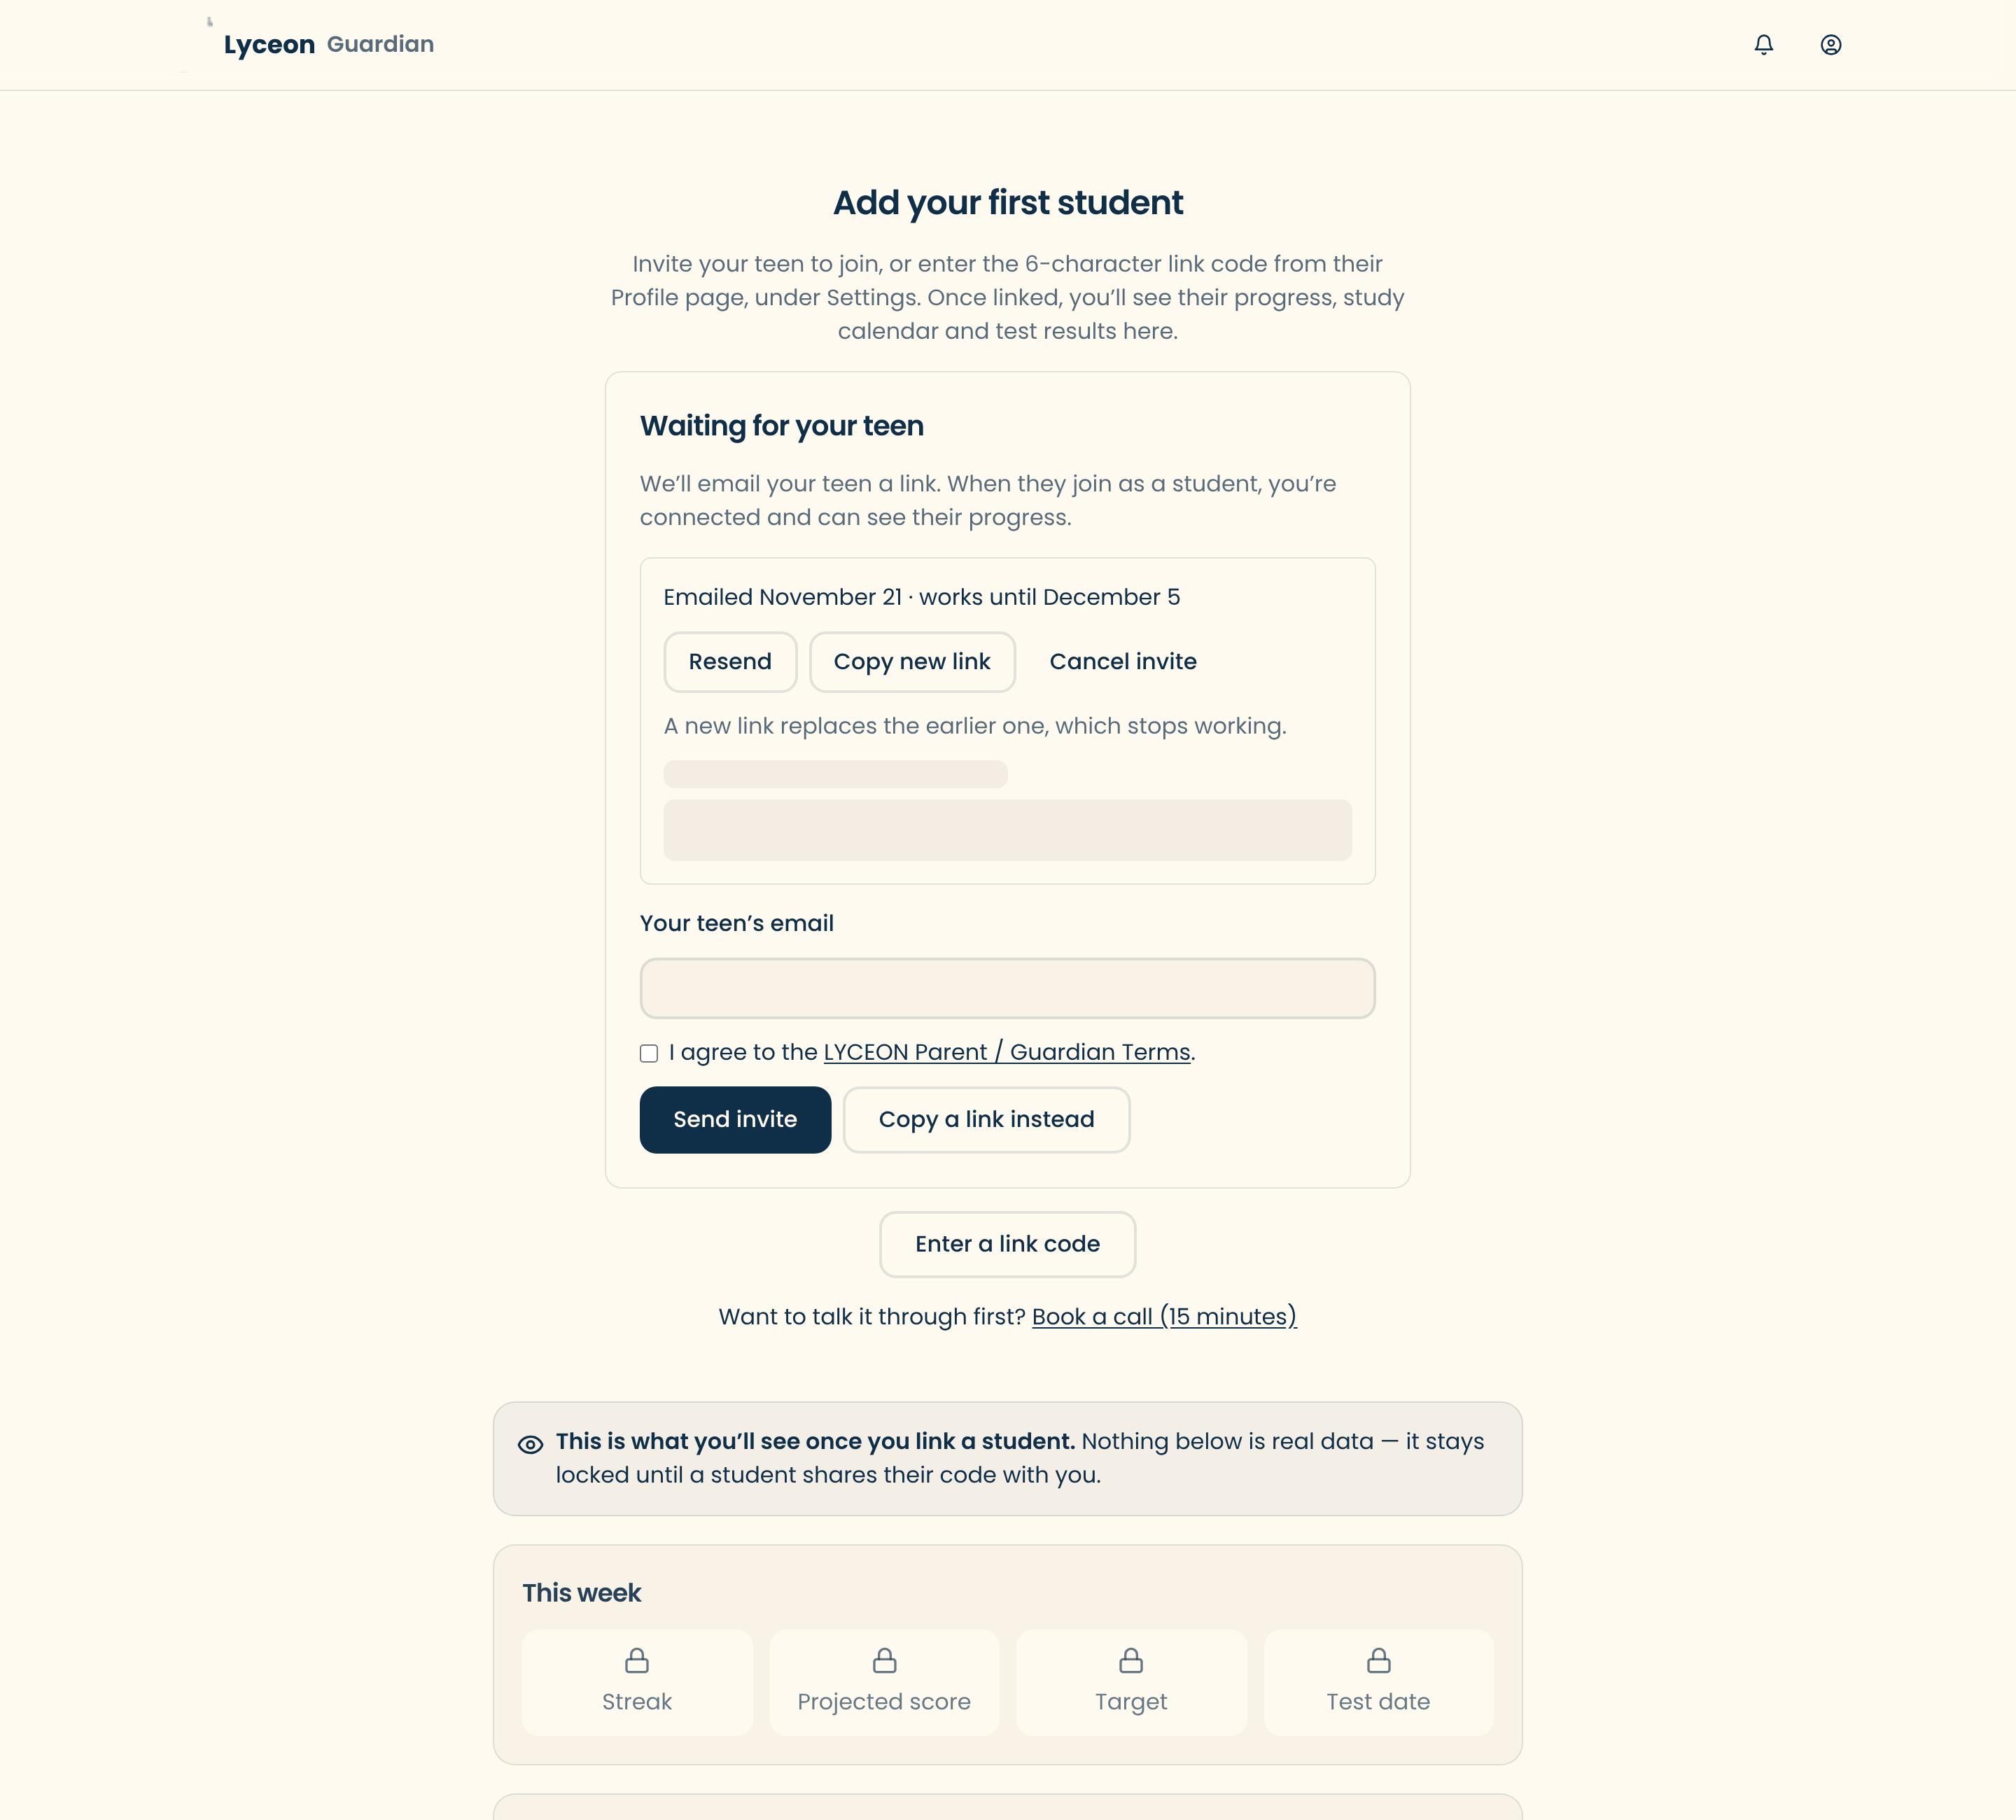 Lyceon Guardian
Add your first student
Invite your teen to join, or enter the 6-character link code from their
Profile page, under Settings. Once linked, you’ll see their progress, study
calendar and test results here.
Waiting for your teen
We’ll email your teen a link. When they join as a student, you’re
connected and can see their progress.
Emailed November 21 · works until December 5
Resend
Copy new link
Cancel invite
A new link replaces the earlier one, which stops working.
Your teen’s email
I agree to the LYCEON Parent / Guardian Terms.
Send invite
Copy a link instead
Enter a link code
Want to talk it through first? Book a call (15 minutes)
This is what you’ll see once you link a student. Nothing below is real data — it stays
locked until a student shares their code with you.
This week
Streak
Projected score
Target
Test date